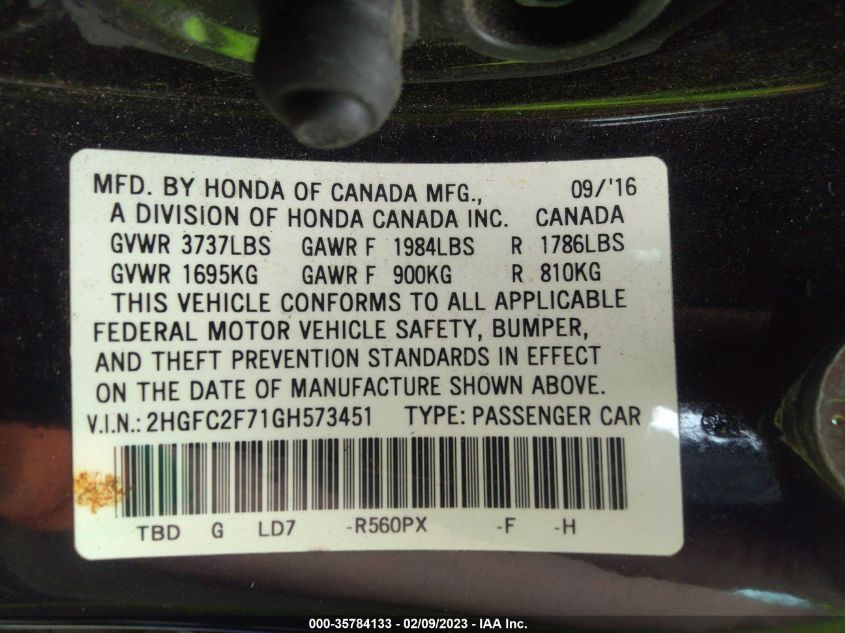 MFD. BY HONDA OF CANADA MFG., 09/'16
A DIVISION OF HONDA CANADA INC. CANADA
GVWR 3737LBS GAWR F 1984LBS R 1786LBS
GVWR 1695KG GAWR F 900KG R 810KG
THIS VEHICLE CONFORMS TO ALL APPLICABLE
FEDERAL MOTOR VEHICLE SAFETY, BUMPER,
AND THEFT PREVENTION STANDARDS IN EFFECT
ON THE DATE OF MANUFACTURE SHOWN ABOVE.
V.I.N.: 2HGFC2F71GH573451 TYPE: PASSENGER CAR
TBD G LD7 -R560PX -F -H
000-35784133 - 02/09/2023 - IAA Inc.